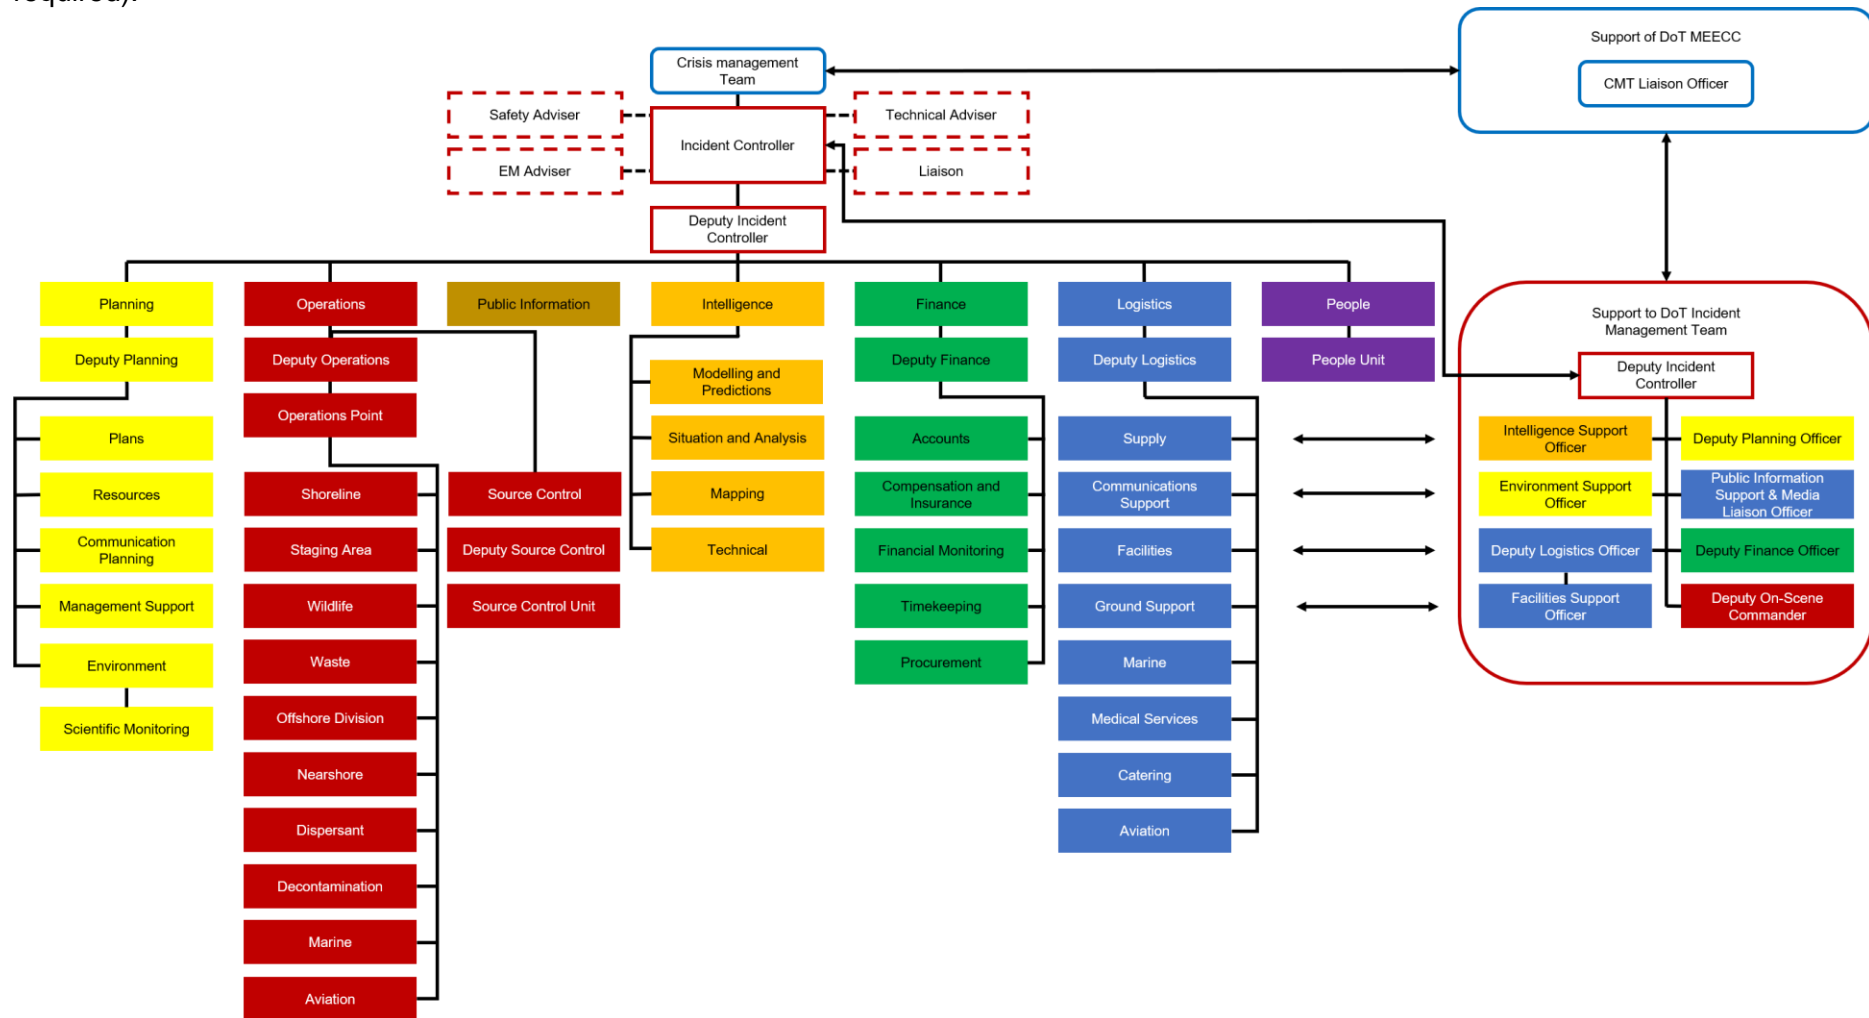 required).
Support of DoT MEECC
Crisis management
Team
CMT Liaison Officer
Safety Adviser
Technical Adviser
Incident Controller
EM Adviser
Liaison
Deputy Incident
Controller
Planning
Operations
Public Information
Intelligence
Finance
Logistics
People
Support to DoT Incident
Management Team
Deputy Planning
Deputy Operations
Deputy Finance
Deputy Logistics
People Unit
Modelling and
Predictions
Deputy Incident
Controller
Operations Point
Plans
Situation and Analysis
Accounts
Supply
Intelligence Support
Officer
Deputy Planning Officer
Resources
Shoreline
Source Control
Mapping
Compensation and
Insurance
Communications
Support
Environment Support
Officer
Public Information
Support & Media
Liaison Officer
Communication
Planning
Staging Area
Deputy Source Control
Technical
Financial Monitoring
Facilities
Deputy Logistics Officer
Deputy Finance Officer
Management Support
Wildlife
Source Control Unit
Timekeeping
Ground Support
Facilities Support
Officer
Deputy On-Scene
Commander
Environment
Waste
Procurement
Marine
Scientific Monitoring
Offshore Division
Medical Services
Nearshore
Catering
Dispersant
Aviation
Decontamination
Marine
Aviation